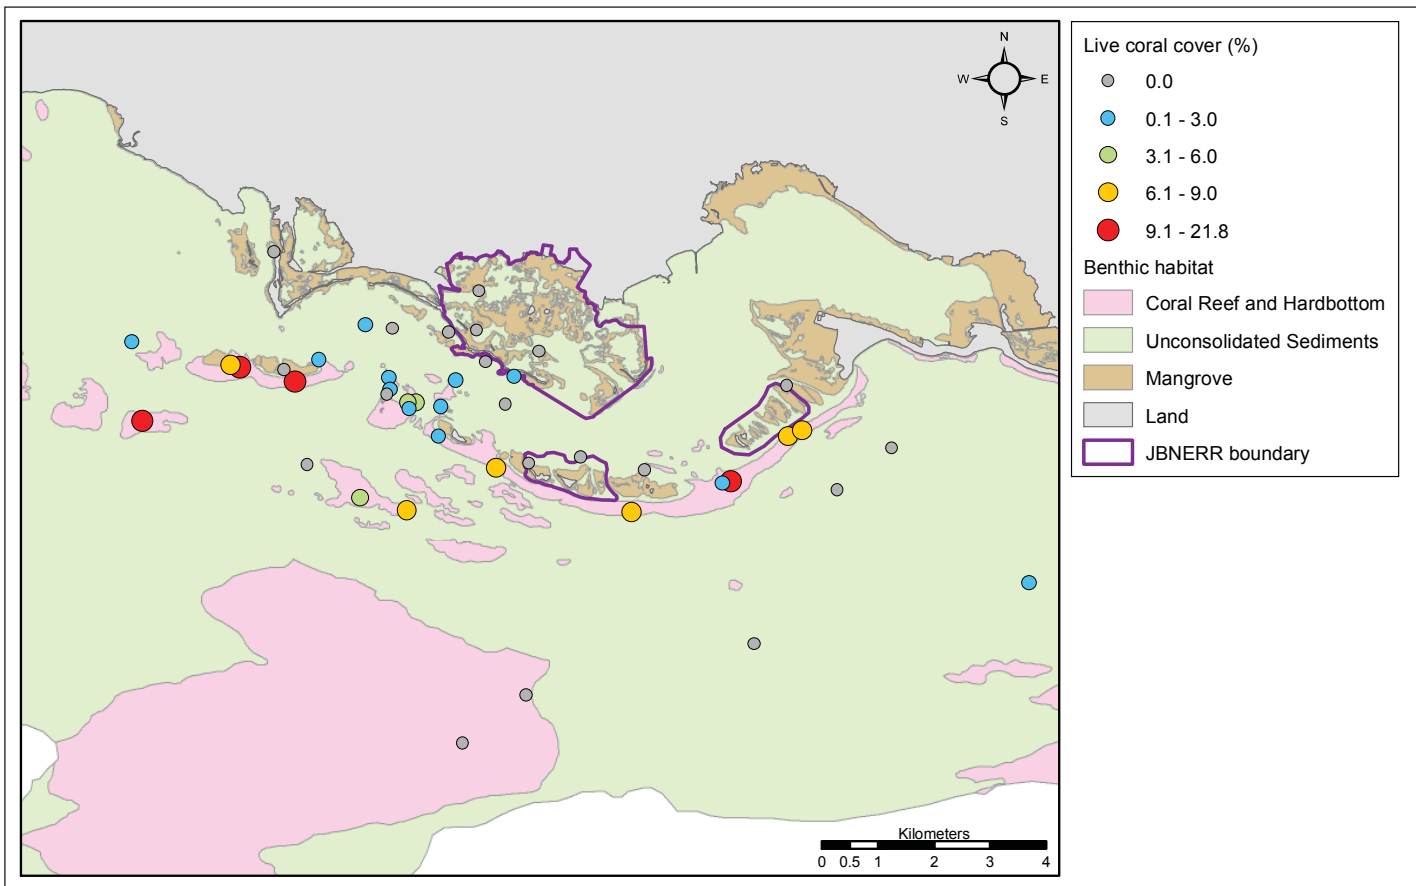 N
W E
S
Live coral cover (%)
0.0
0.1 - 3.0
3.1 - 6.0
6.1 - 9.0
9.1 - 21.8
Benthic habitat
Coral Reef and Hardbottom
Unconsolidated Sediments
Mangrove
Land
JBNERR boundary
Kilometers
0 0.5 1 2 3 4